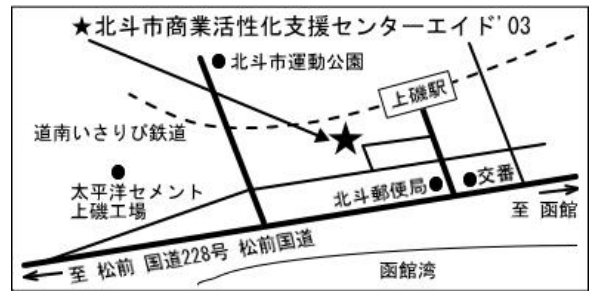 ★北斗市商業活性化支援センターエイド'03
北斗市運動公園
上磯駅
道南いさりび鉄道
太平洋セメント
上磯工場
北斗郵便局
交番
至 函館
至 松前 国道228号 松前国道
函館湾